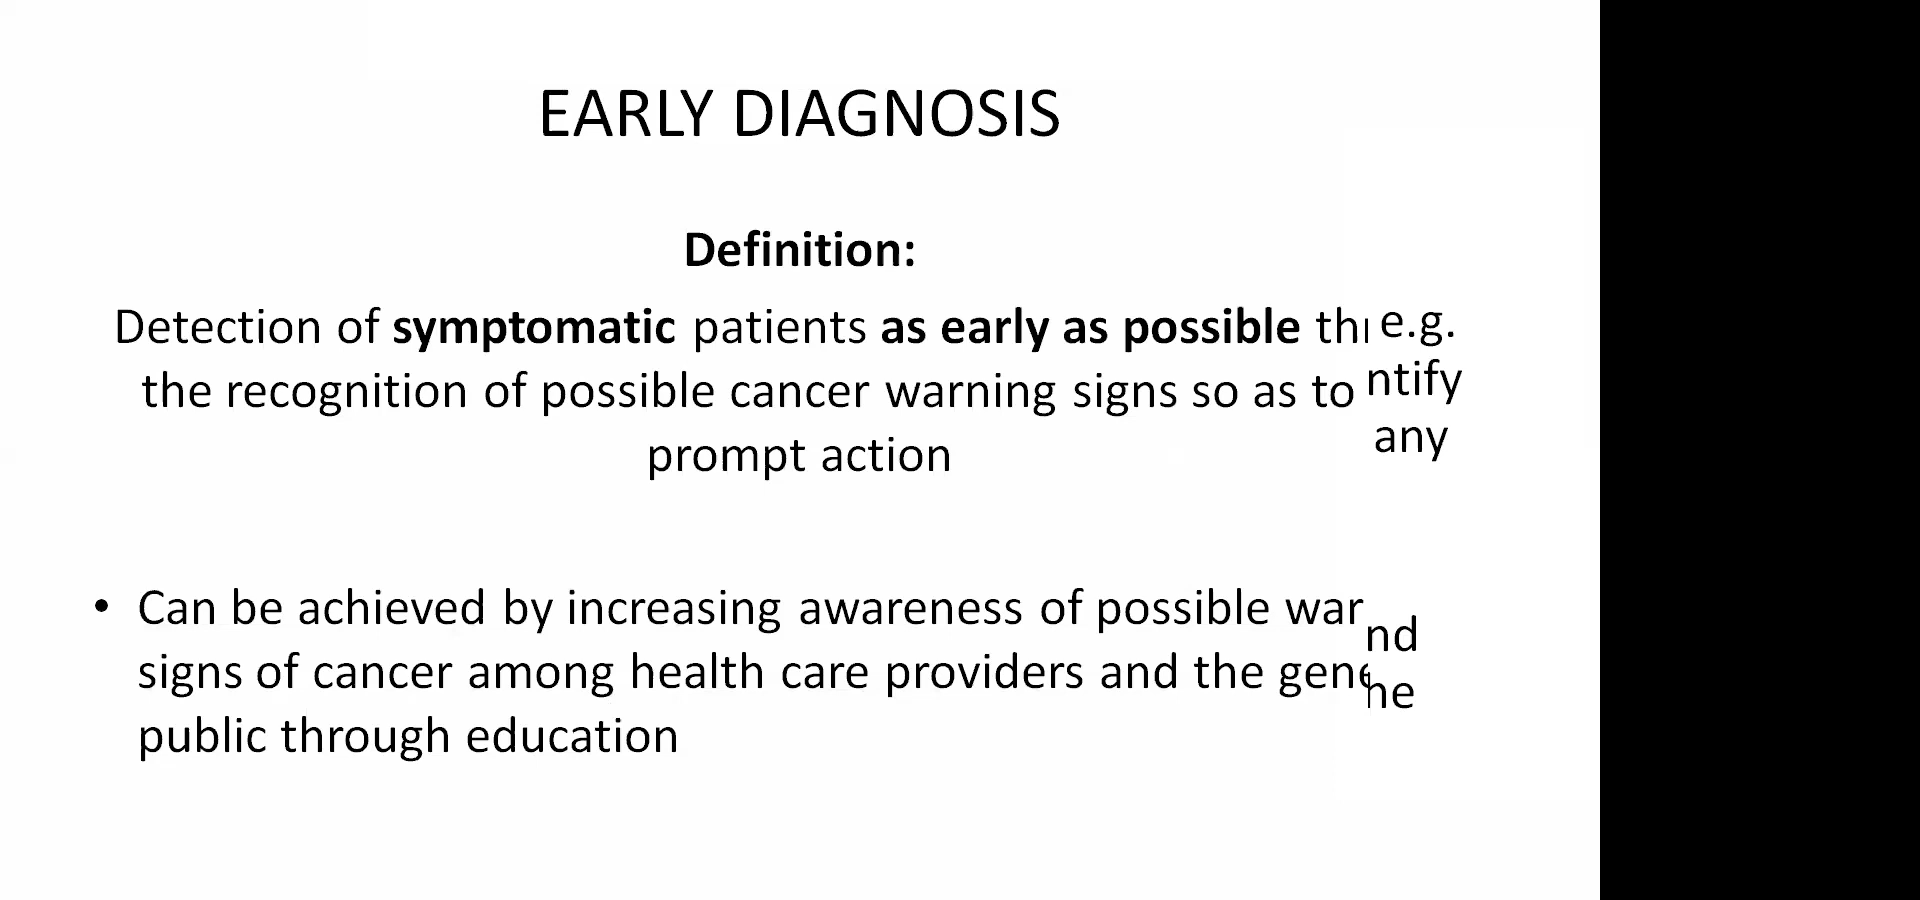 EARLY DIAGNOSIS
Definition:
Detection of symptomatic patients as early as possible
e.g.
the recognition of possible cancer warning signs so as to
ntify
any
prompt action
Can be achieved by increasing awareness of possible war
nd
signs of cancer among health care providers and the gene
he
public through education